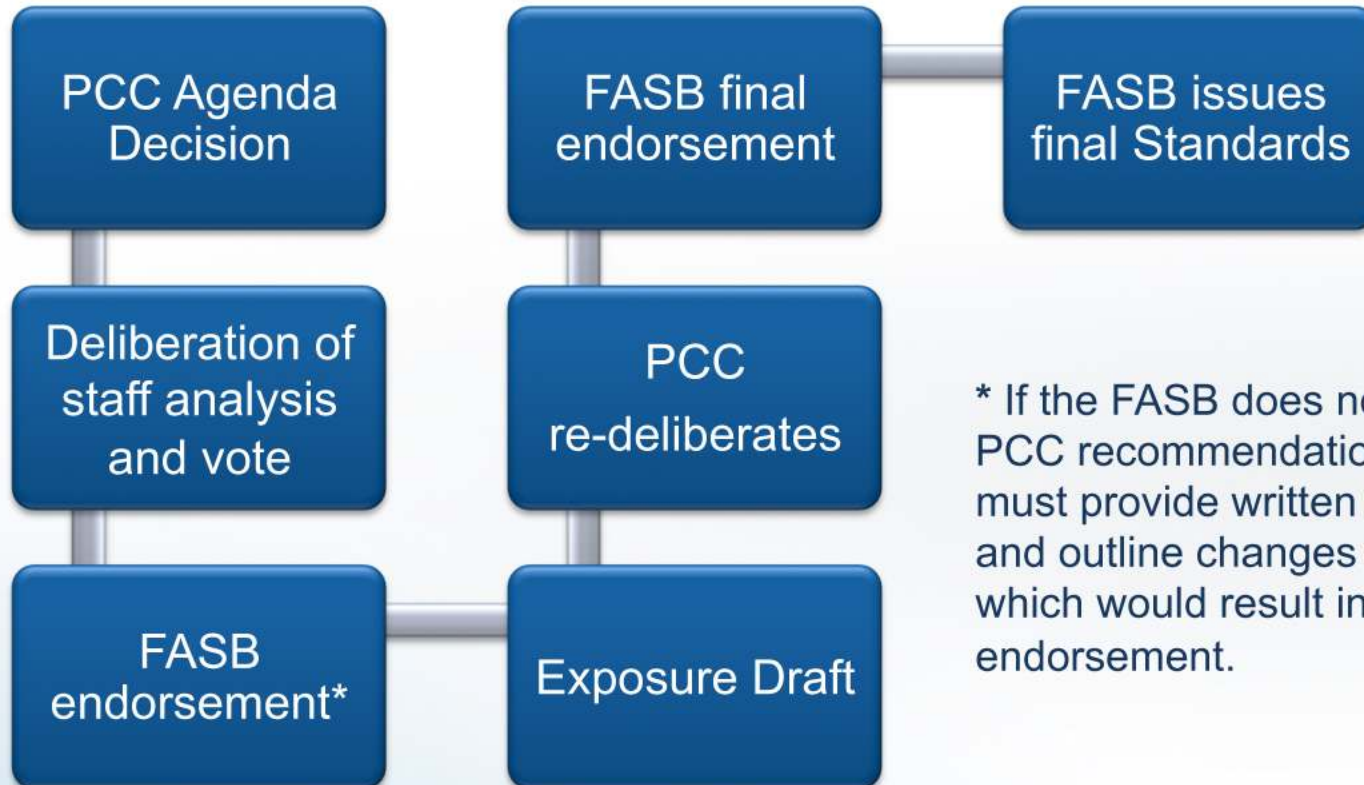 PCC Agenda
Decision
Deliberation of
staff analysis
and vote
FASB
endorsement*
Exposure Draft
PCC
re-deliberates
FASB final
endorsement
FASB issues
final Standards
* If the FASB does
PCC
must provide written
and outline changes
which would result in
endorsement.